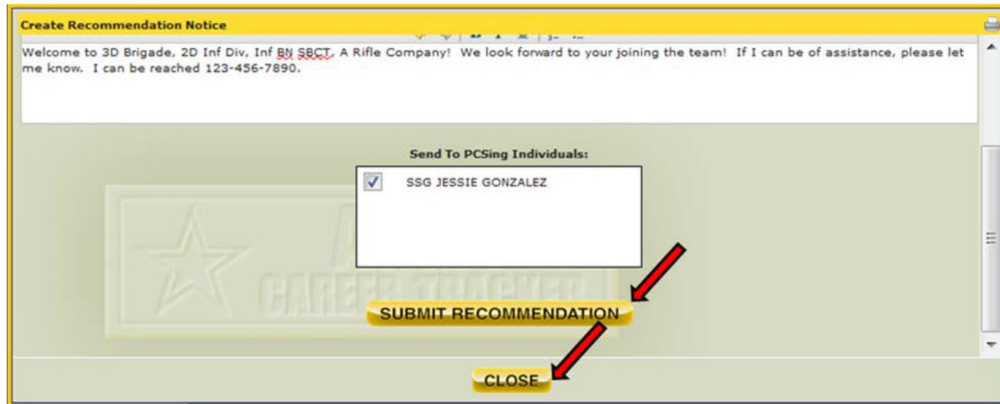 Create Recommendation Notice
Welcome to 3D Brigade, 2D Inf Div, Inf BN SBCT, A Rifle Company! We look forward to your joining the team! If I can be of assistance, please let
me know. I can be reached 123-456-7890.
Send To PCSing Individuals:
SSG JESSIE GONZALEZ
CAREER TRACKER
SUBMIT RECOMMENDATION
CLOSE